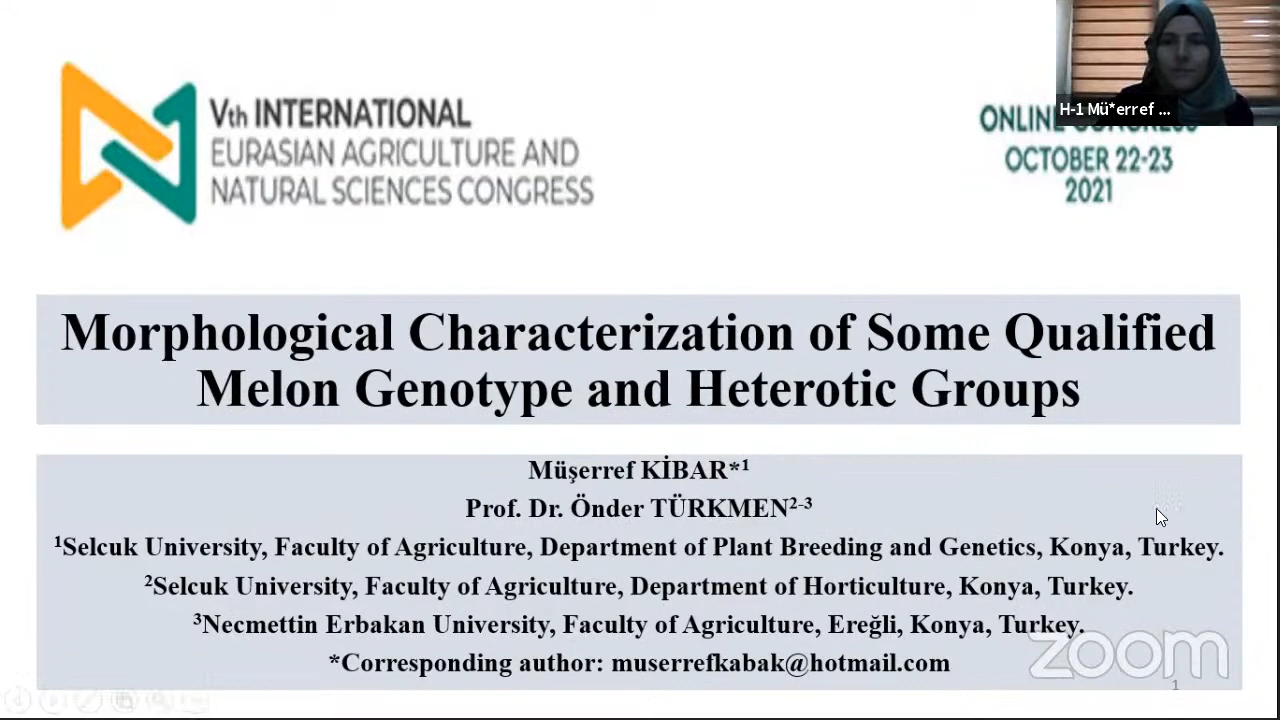 Vth INTERNATIONAL
EURASIAN AGRICULTURE AND
NATURAL SCIENCES CONGRESS
H-1 Mü*erref ...
ONLINE CONGRESS
OCTOBER 22-23
2021
Morphological Characterization of Some Qualified
Melon Genotype and Heterotic Groups
Müşerref KİBAR*1
Prof. Dr. Önder TÜRKMEN2-3
1Selcuk University, Faculty of Agriculture, Department of Plant Breeding and Genetics, Konya, Turkey.
2Selcuk University, Faculty of Agriculture, Department of Horticulture, Konya, Turkey.
3Necmettin Erbakan University, Faculty of Agriculture, Ereğli, Konya, Turkey.
*Corresponding author: muserrefkabak@hotmail.com
zoom
1